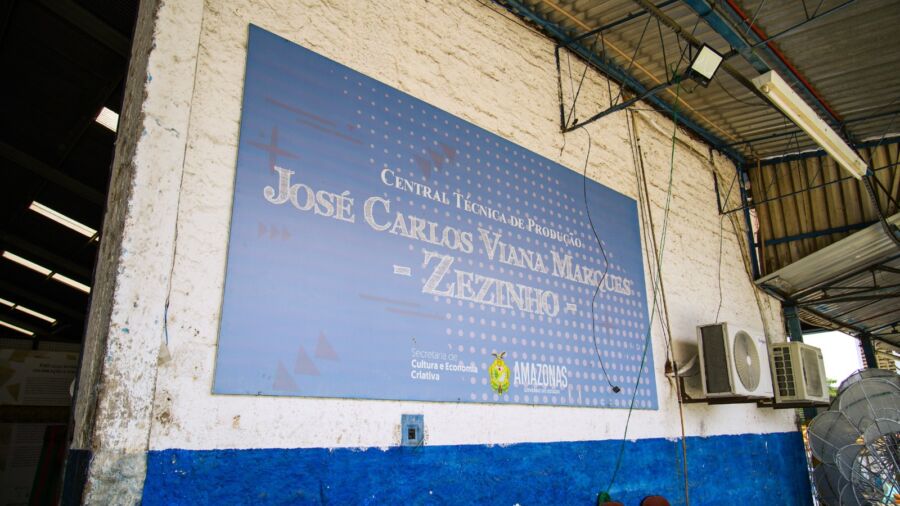 CENTRAL TÉCNICA DE PRODUÇÃO
JOSÉ CARLOS VIANA MARQUES
- ZEZINHO -
Secretaria de
Cultura e Economia
Criativa
AMAZONAS